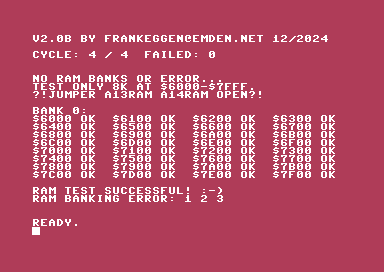 V2.0B BY FRANKEGGEN@EMDEN.NET 12/2024
CYCLE: 4 / 4  FAILED: 0
NO RAM BANKS OR ERROR...
TEST ONLY 8K AT $6000-$7FFF.
?!JUMPER A13RAM A14RAM OPEN?!
BANK 0:
$6000 OK  $6100 OK  $6200 OK  $6300 OK
$6400 OK  $6500 OK  $6600 OK  $6700 OK
$6800 OK  $6900 OK  $6A00 OK  $6B00 OK
$6C00 OK  $6D00 OK  $6E00 OK  $6F00 OK
$7000 OK  $7100 OK  $7200 OK  $7300 OK
$7400 OK  $7500 OK  $7600 OK  $7700 OK
$7800 OK  $7900 OK  $7A00 OK  $7B00 OK
$7C00 OK  $7D00 OK  $7E00 OK  $7F00 OK
RAM TEST SUCCESSFUL! :-)
RAM BANKING ERROR: 1 2 3
READY.